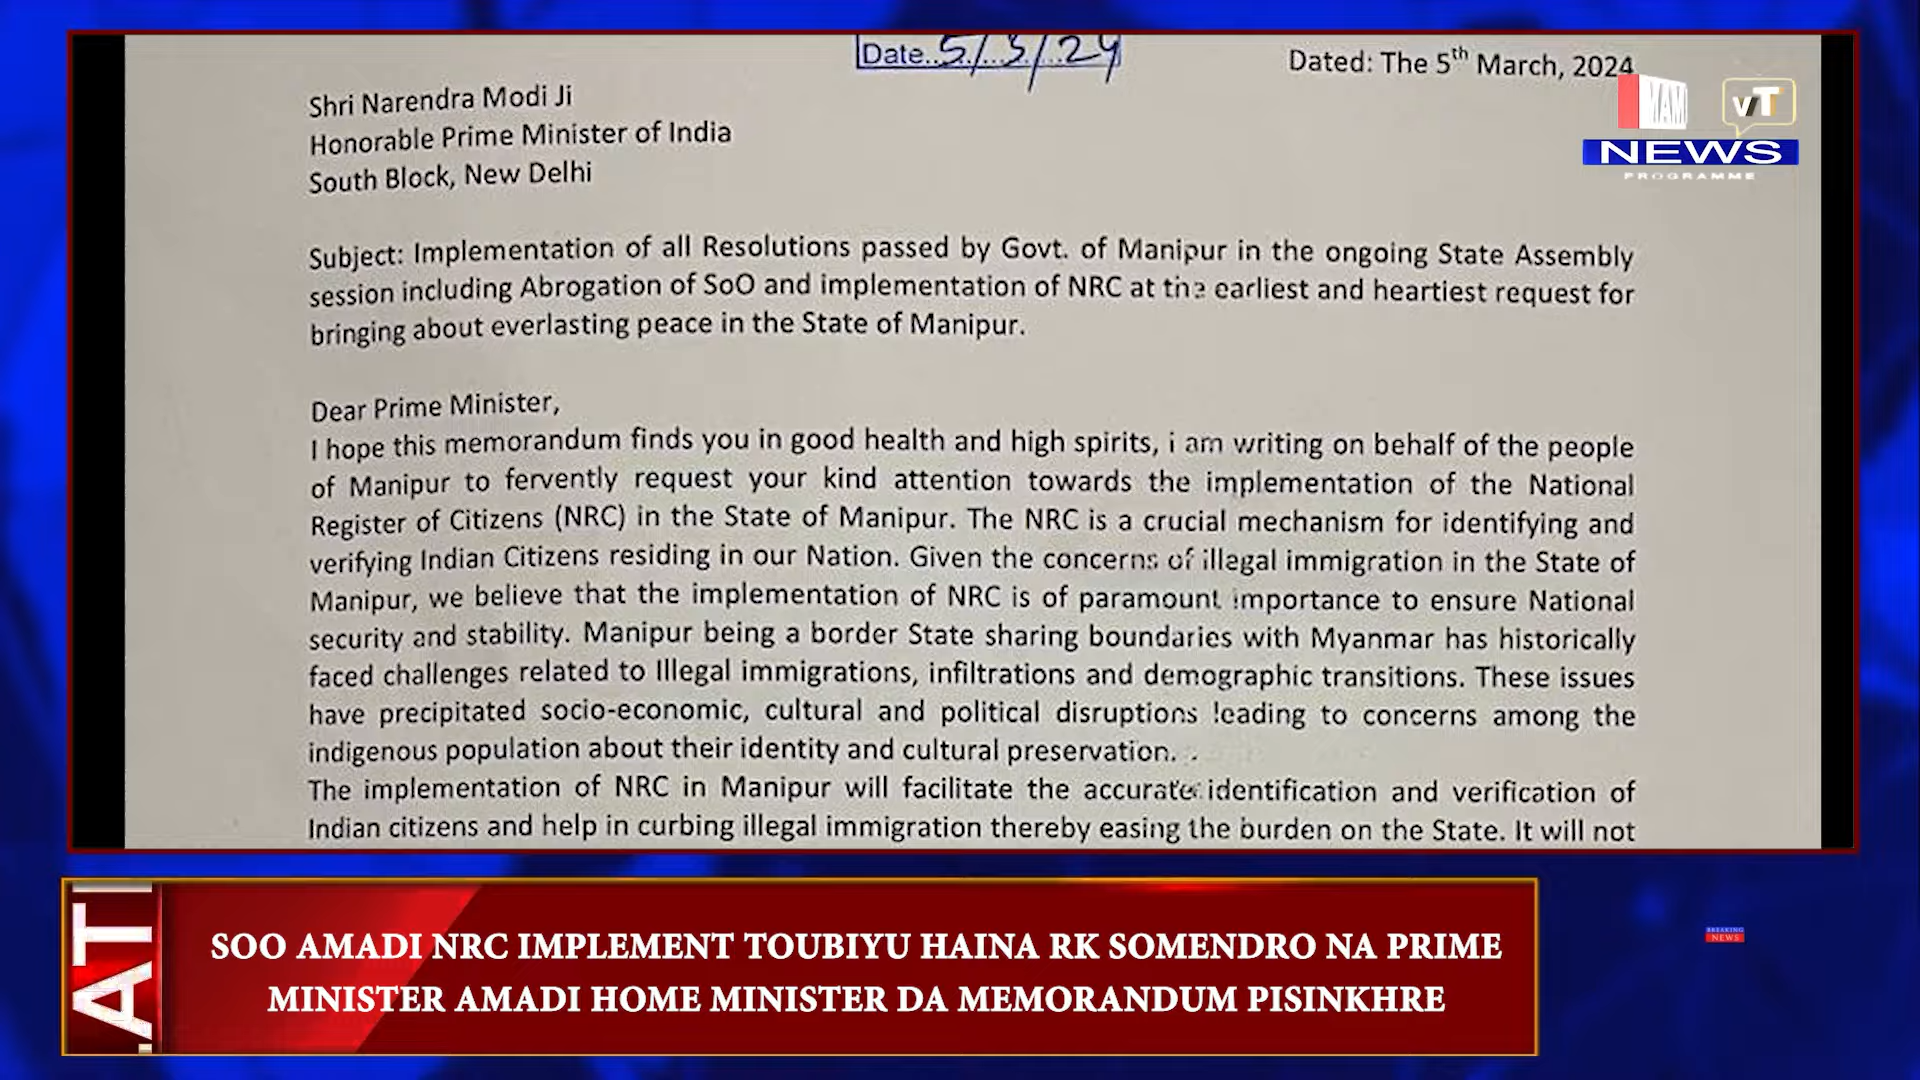 Date..5/3/24
Dated: The 5th March, 2024
Shri Narendra Modi Ji
Honorable Prime Minister of India
South Block, New Delhi
Subject: Implementation of all Resolutions passed by Govt. of Manipur in the ongoing State Assembly
session including Abrogation of SoO and implementation of NRC at the earliest and heartiest request for
bringing about everlasting peace in the State of Manipur.
Dear Prime Minister,
I hope this memorandum finds you in good health and high spirits, i am writing on behalf of the people
of Manipur to fervently request your kind attention towards the implementation of the National
Register of Citizens (NRC) in the State of Manipur. The NRC is a crucial mechanism for identifying and
verifying Indian Citizens residing in our Nation. Given the concerns of illegal immigration in the State of
Manipur, we believe that the implementation of NRC is of paramount importance to ensure National
security and stability. Manipur being a border State sharing boundaries with Myanmar has historically
faced challenges related to Illegal immigrations, infiltrations and demographic transitions. These issues
have precipitated socio-economic, cultural and political disruptions leading to concerns among the
indigenous population about their identity and cultural preservation.
The implementation of NRC in Manipur will facilitate the accurate identification and verification of
Indian citizens and help in curbing illegal immigration thereby easing the burden on the State. It will not
VT
NEWS
PROGRAMME
SOO AMADI NRC IMPLEMENT TOUBIYU HAINA RK SOMENDRO NA PRIME
MINISTER AMADI HOME MINISTER DA MEMORANDUM PISINKHRE
BREAKING
NEWS